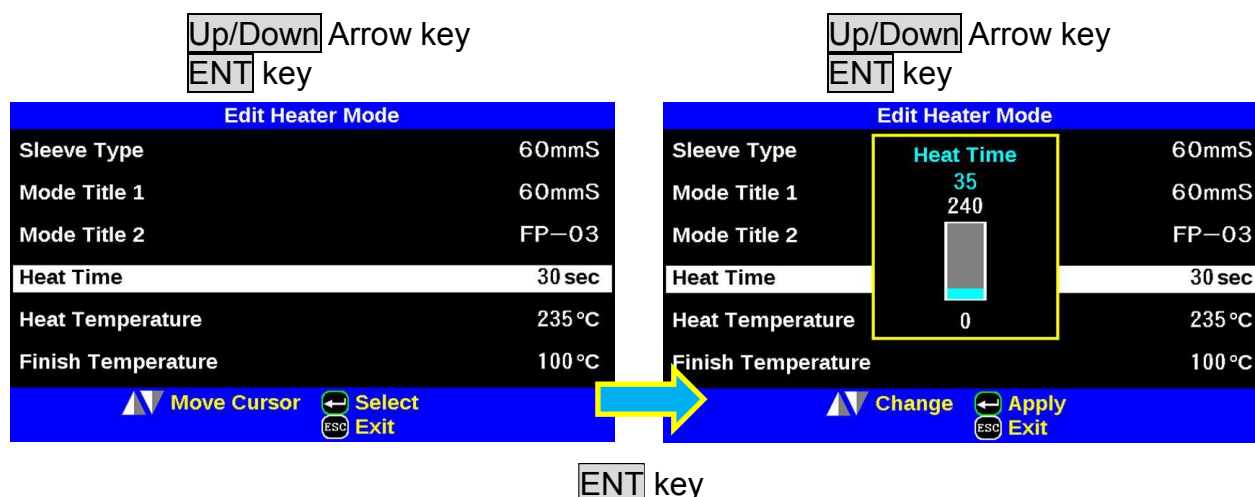 Up/Down Arrow key
ENT key
Edit Heater Mode
Sleeve Type 60mmS
Mode Title 1 60mmS
Mode Title 2 FP-03
Heat Time 30 sec
Heat Temperature 235 °C
Finish Temperature 100 °C
Move Cursor Select
ESC Exit
Up/Down Arrow key
ENT key
Edit Heater Mode
Sleeve Type 60mmS
Mode Title 1 60mmS
Mode Title 2 FP-03
Heat Time 30 sec
Heat Temperature 235 °C
Finish Temperature 100 °C
Heat Time
35
240
0
Change Apply
ESC Exit
ENT key